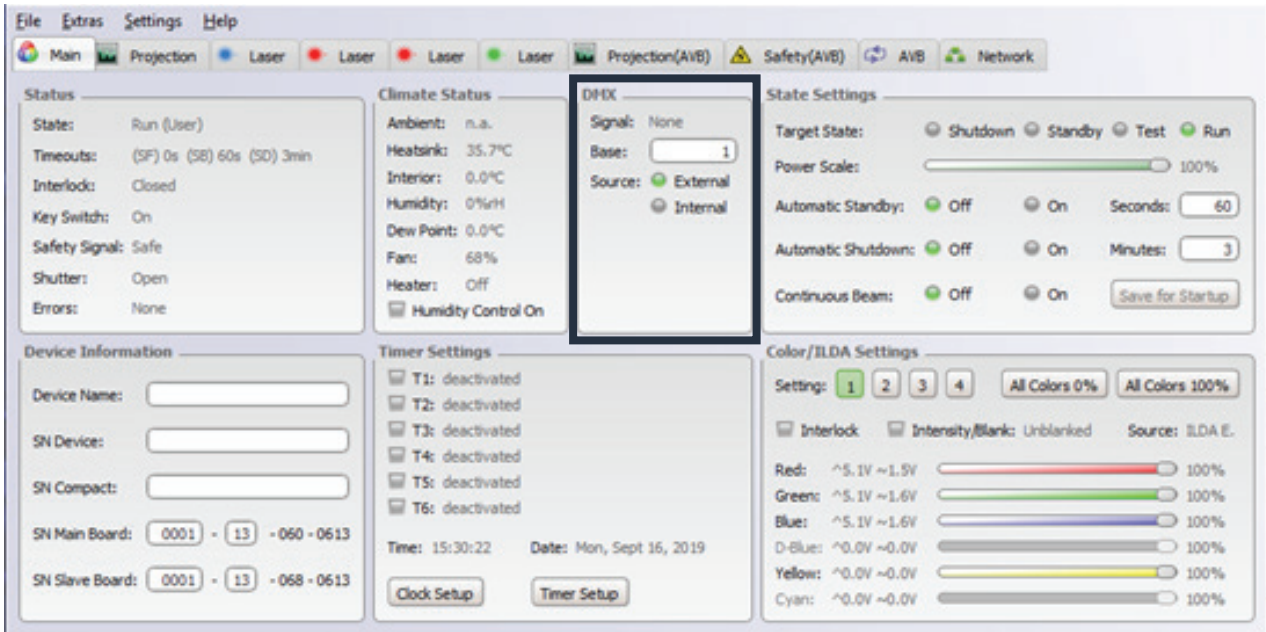 File Extras Settings Help
Main Projection Laser Laser Laser Laser Projection(AVB) Safety(AVB) AVB Network
Status
State: Run (User)
Timeouts: (SF) 0s (SB) 60s (SD) 3min
Interlock: Closed
Key Switch: On
Safety Signal: Safe
Shutter: Open
Errors: None
Climate Status
Ambient: n.a.
Heatsink: 35.7°C
Interior: 0.0°C
Humidity: 0%rH
Dew Point: 0.0°C
Fan: 68%
Heater: Off
Humidity Control On
DMX
Signal: None
Base: 1
Source: External
Internal
State Settings
Target State: Shutdown Standby Test Run
Power Scale: 100%
Automatic Standby: Off On Seconds: 60
Automatic Shutdown: Off On Minutes: 3
Continuous Beam: Off On Save for Startup
Device Information
Device Name:
SN Device:
SN Compact:
SN Main Board: 0001 - 13 - 060 - 0613
SN Slave Board: 0001 - 13 - 068 - 0613
Timer Settings
T1: deactivated
T2: deactivated
T3: deactivated
T4: deactivated
T5: deactivated
T6: deactivated
Time: 15:30:22 Date: Mon, Sept 16, 2019
Clock Setup Timer Setup
Color/ILDA Settings
Setting: 1 2 3 4 All Colors 0% All Colors 100%
Interlock Intensity/Blank: Unblanked Source: ILDA E.
Red: ^5.1V ~1.5V 100%
Green: ^5.1V ~1.6V 100%
Blue: ^5.1V ~1.6V 100%
D-Blue: ^0.0V ~0.0V 100%
Yellow: ^0.0V ~0.0V 100%
Cyan: ^0.0V ~0.0V 100%